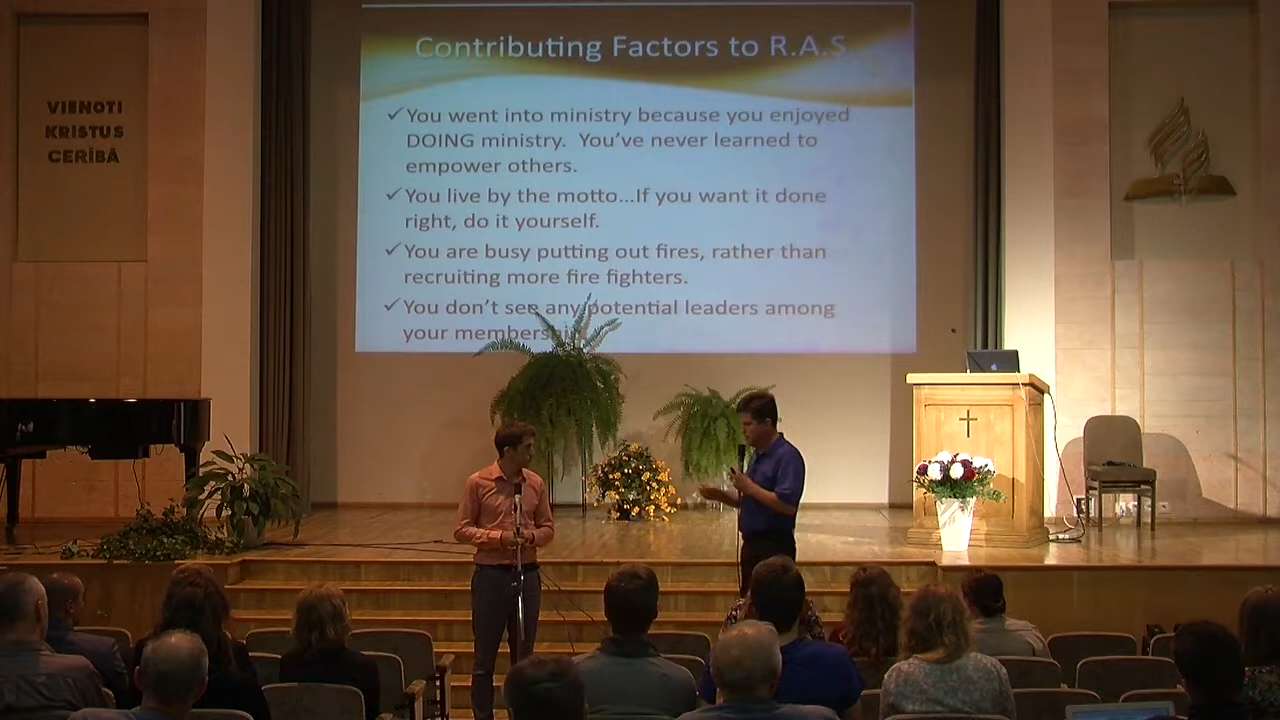 Contributing Factors to R.A.S
VIENOTI
KRISTUS
CERĪBĀ
✓You went into ministry because you enjoyed
DOING ministry. You've never learned to
empower others.
✓You live by the motto...If you want it done
right, do it yourself.
✓You are busy putting out fires, rather than
recruiting more fire fighters.
✓You don't see any potential leaders among
your